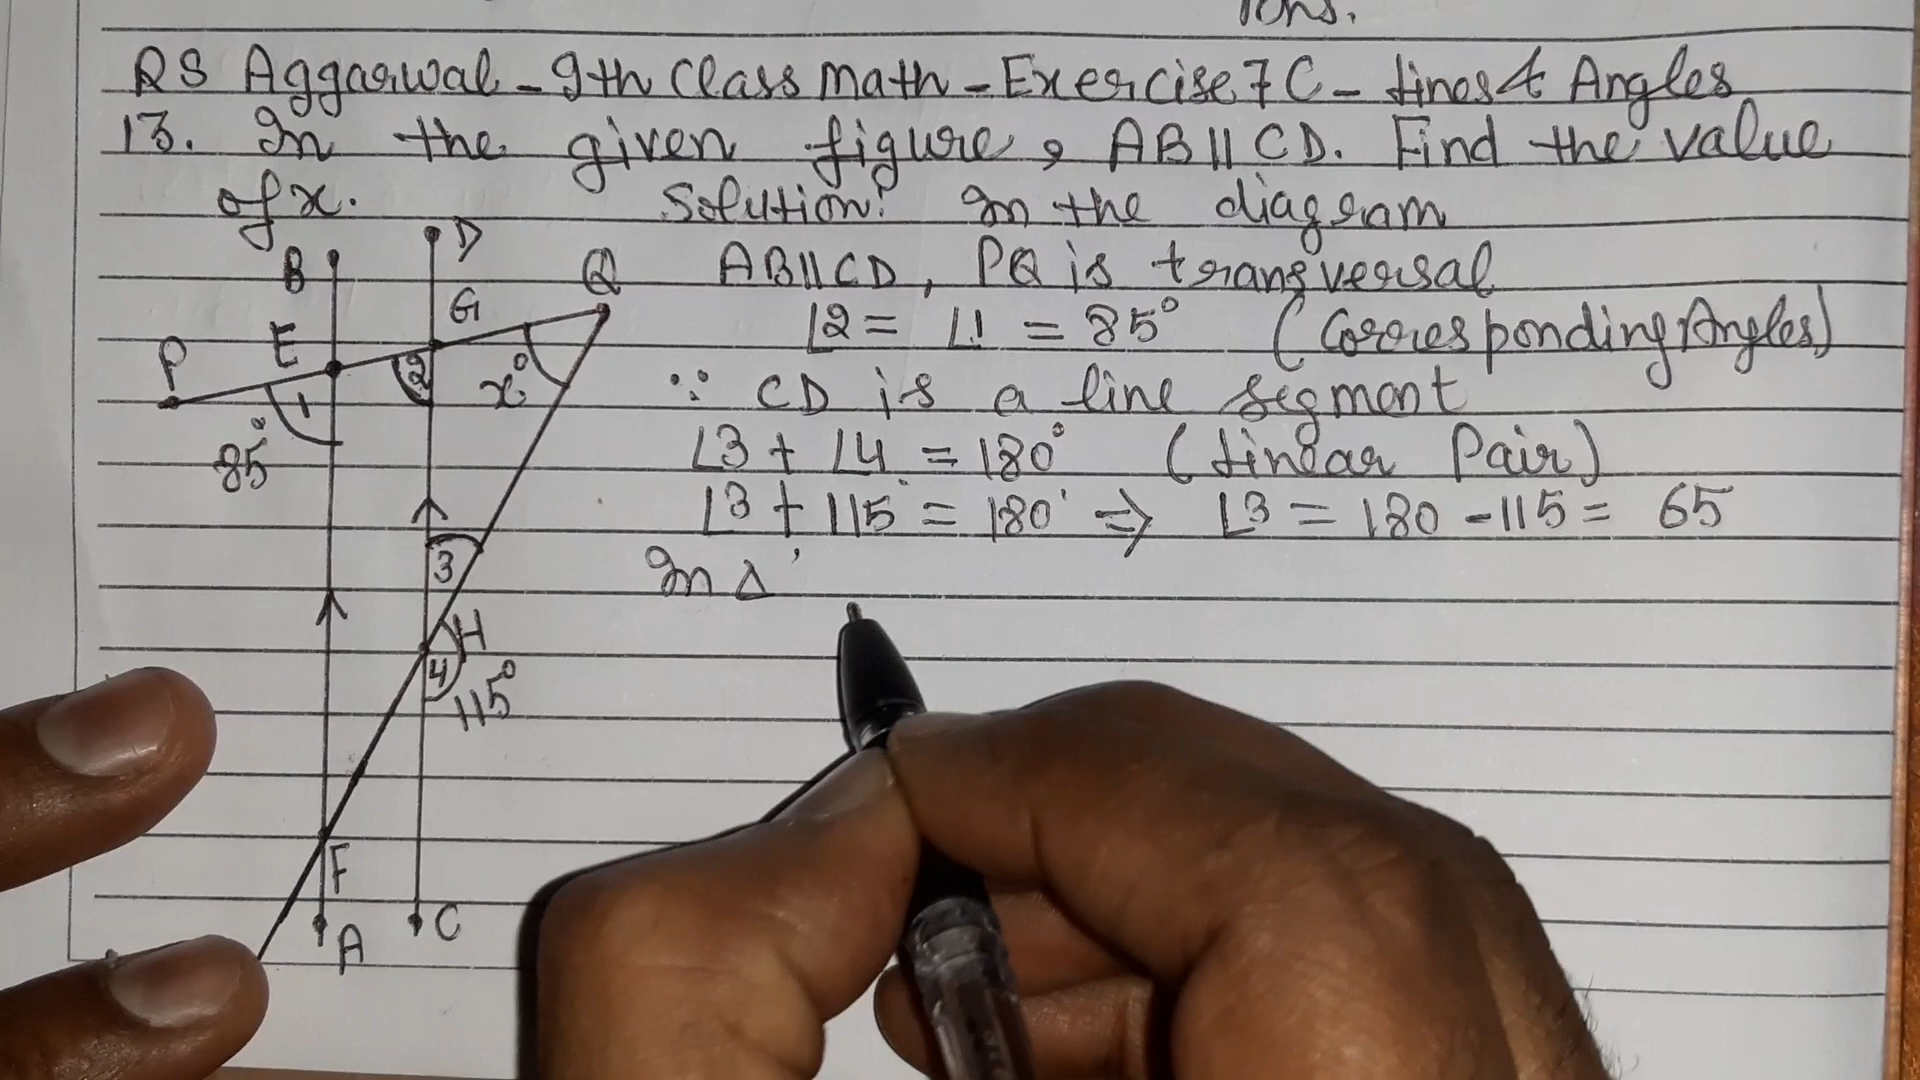 RS Aggarwal - 9th Class Math - Exercise 7C - Lines & Angles
13. In the given figure, AB||CD. Find the value
of x. Solution: In the diagram
AB||CD, PQ is transversal
∠2 = ∠1 = 85° (Corresponding Angles)
∵ CD is a line segment
∠3 + ∠4 = 180° (Linear Pair)
∠3 + 115° = 180° ⇒ ∠3 = 180 - 115 = 65
In Δ
D
B
Q
G
E
P
2
x°
1
85°
3
H
4
115°
F
A
C